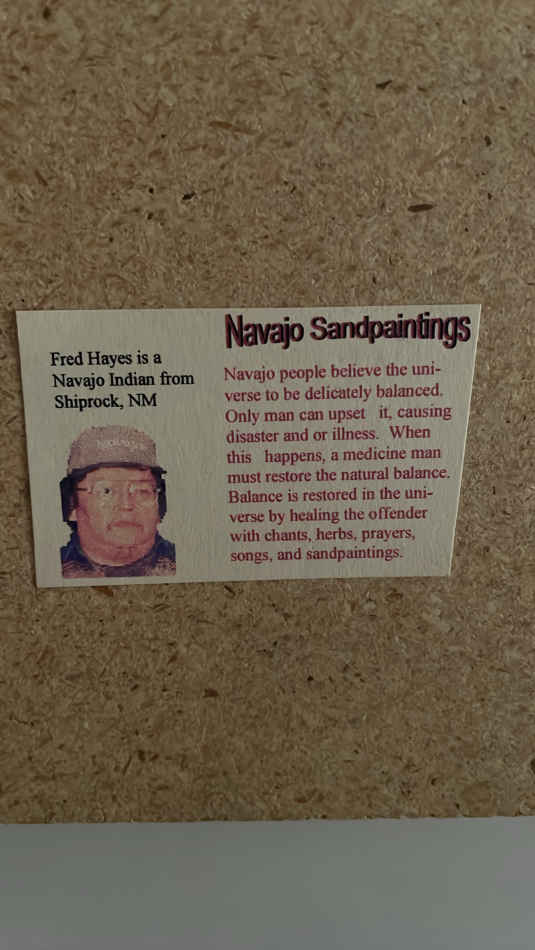 Navajo Sandpaintings
Fred Hayes is a
Navajo Indian from
Shiprock, NM
Navajo people believe the uni-
verse to be delicately balanced.
Only man can upset it, causing
disaster and or illness. When
this happens, a medicine man
must restore the natural balance.
Balance is restored in the uni-
verse by healing the offender
with chants, herbs, prayers,
songs, and sandpaintings.